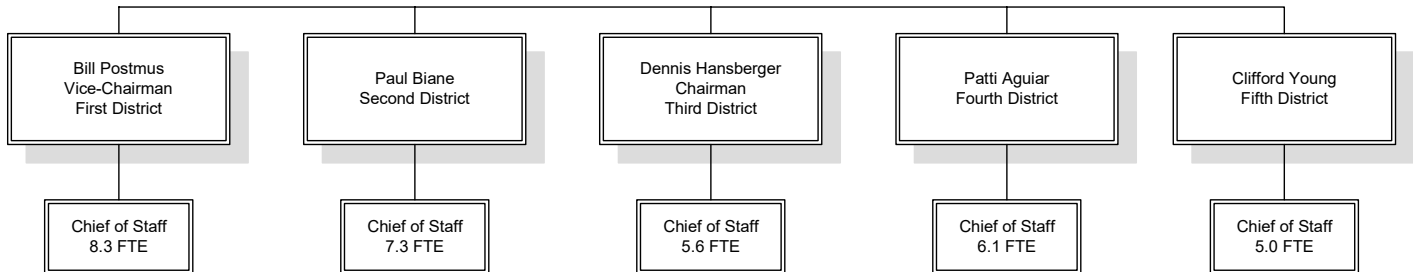 Bill Postmus
Vice-Chairman
First District
Paul Biane
Second District
Dennis Hansberger
Chairman
Third District
Patti Aguiar
Fourth District
Clifford Young
Fifth District
Chief of Staff
8.3 FTE
Chief of Staff
7.3 FTE
Chief of Staff
5.6 FTE
Chief of Staff
6.1 FTE
Chief of Staff
5.0 FTE